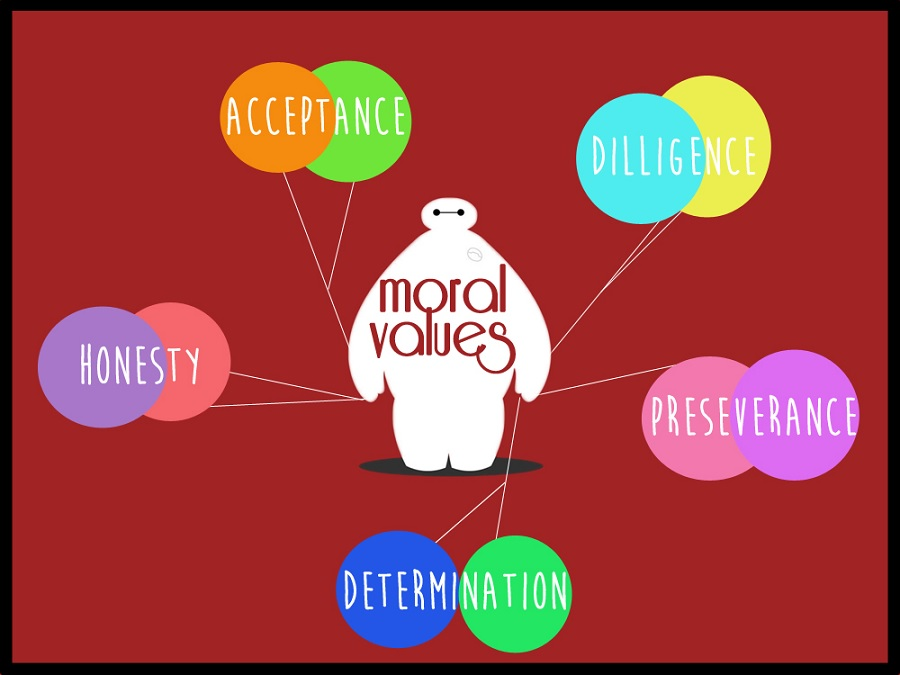 ACCEPTANCE
DILLIGENCE
moral
values
HONESTY
PRESEVERANCE
DETERMINATION